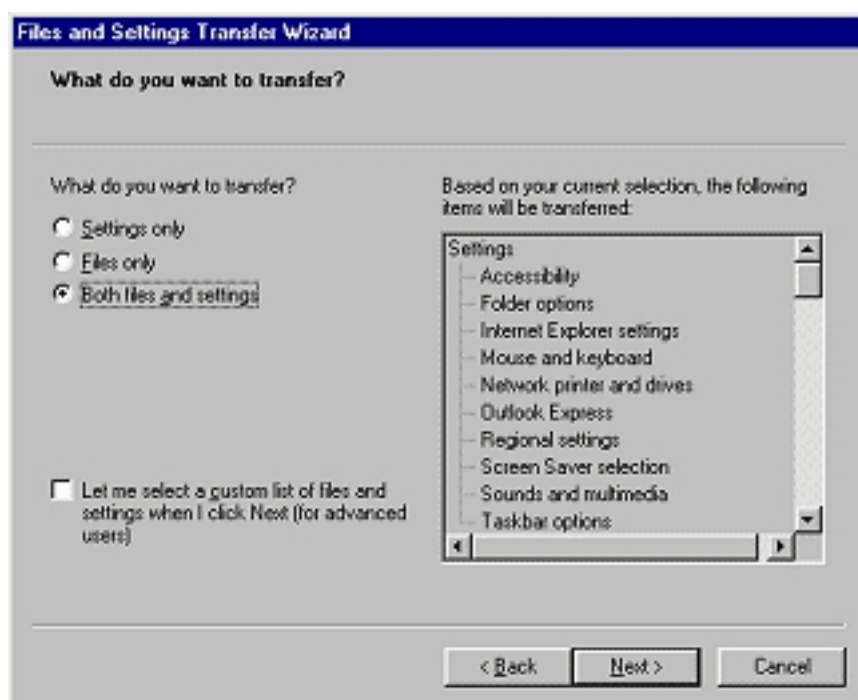 Files and Settings Transfer Wizard
What do you want to transfer?
What do you want to transfer?
Settings only
Files only
Both files and settings
Let me select a custom list of files and
settings when I click Next (for advanced
users)
Based on your current selection, the following
items will be transferred:
Settings
Accessibility
Folder options
Internet Explorer settings
Mouse and keyboard
Network printer and drives
Outlook Express
Regional settings
Screen Saver selection
Sounds and multimedia
Taskbar options
< Back
Next >
Cancel